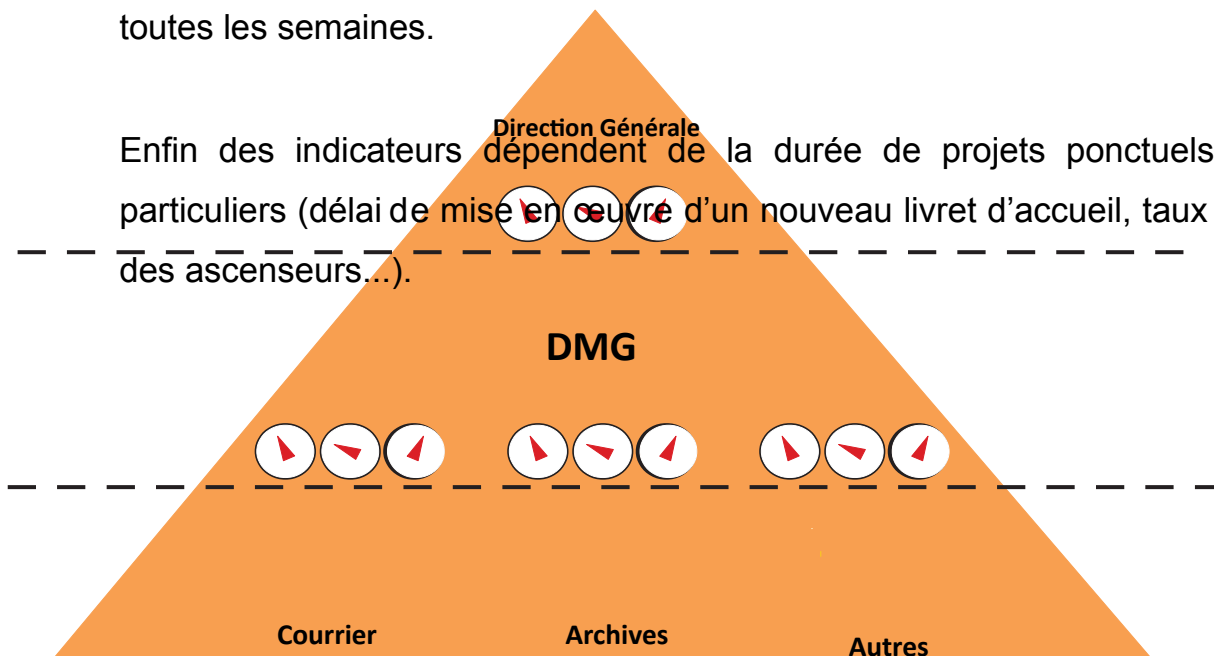 toutes les semaines.
Direction Générale
Enfin des indicateurs dépendent de la durée de projets ponctuels
particuliers (délai de mise en œuvre d’un nouveau livret d’accueil, taux
des ascenseurs...).
DMG
Courrier
Archives
Autres